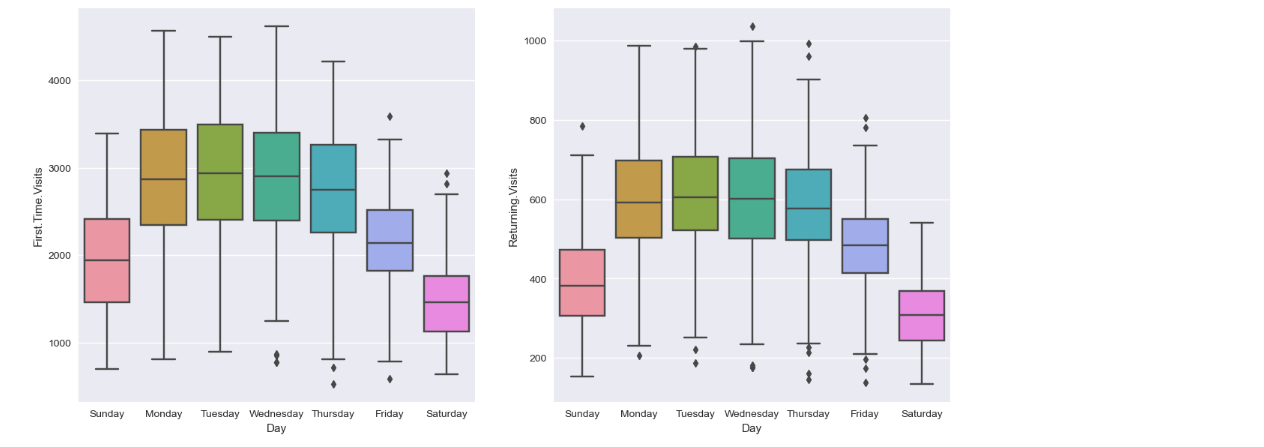 First.Time.Visits
4000
3000
2000
1000
Sunday Monday Tuesday Wednesday Thursday Friday Saturday
Day
Returning.Visits
1000
800
600
400
200
Sunday Monday Tuesday Wednesday Thursday Friday Saturday
Day